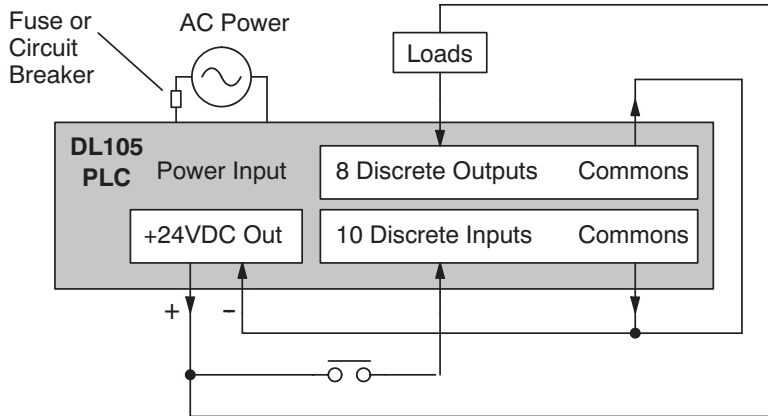 Fuse or
Circuit
Breaker
AC Power
Loads
DL105
PLC
Power Input
8 Discrete Outputs Commons
+24VDC Out
10 Discrete Inputs Commons
+ –